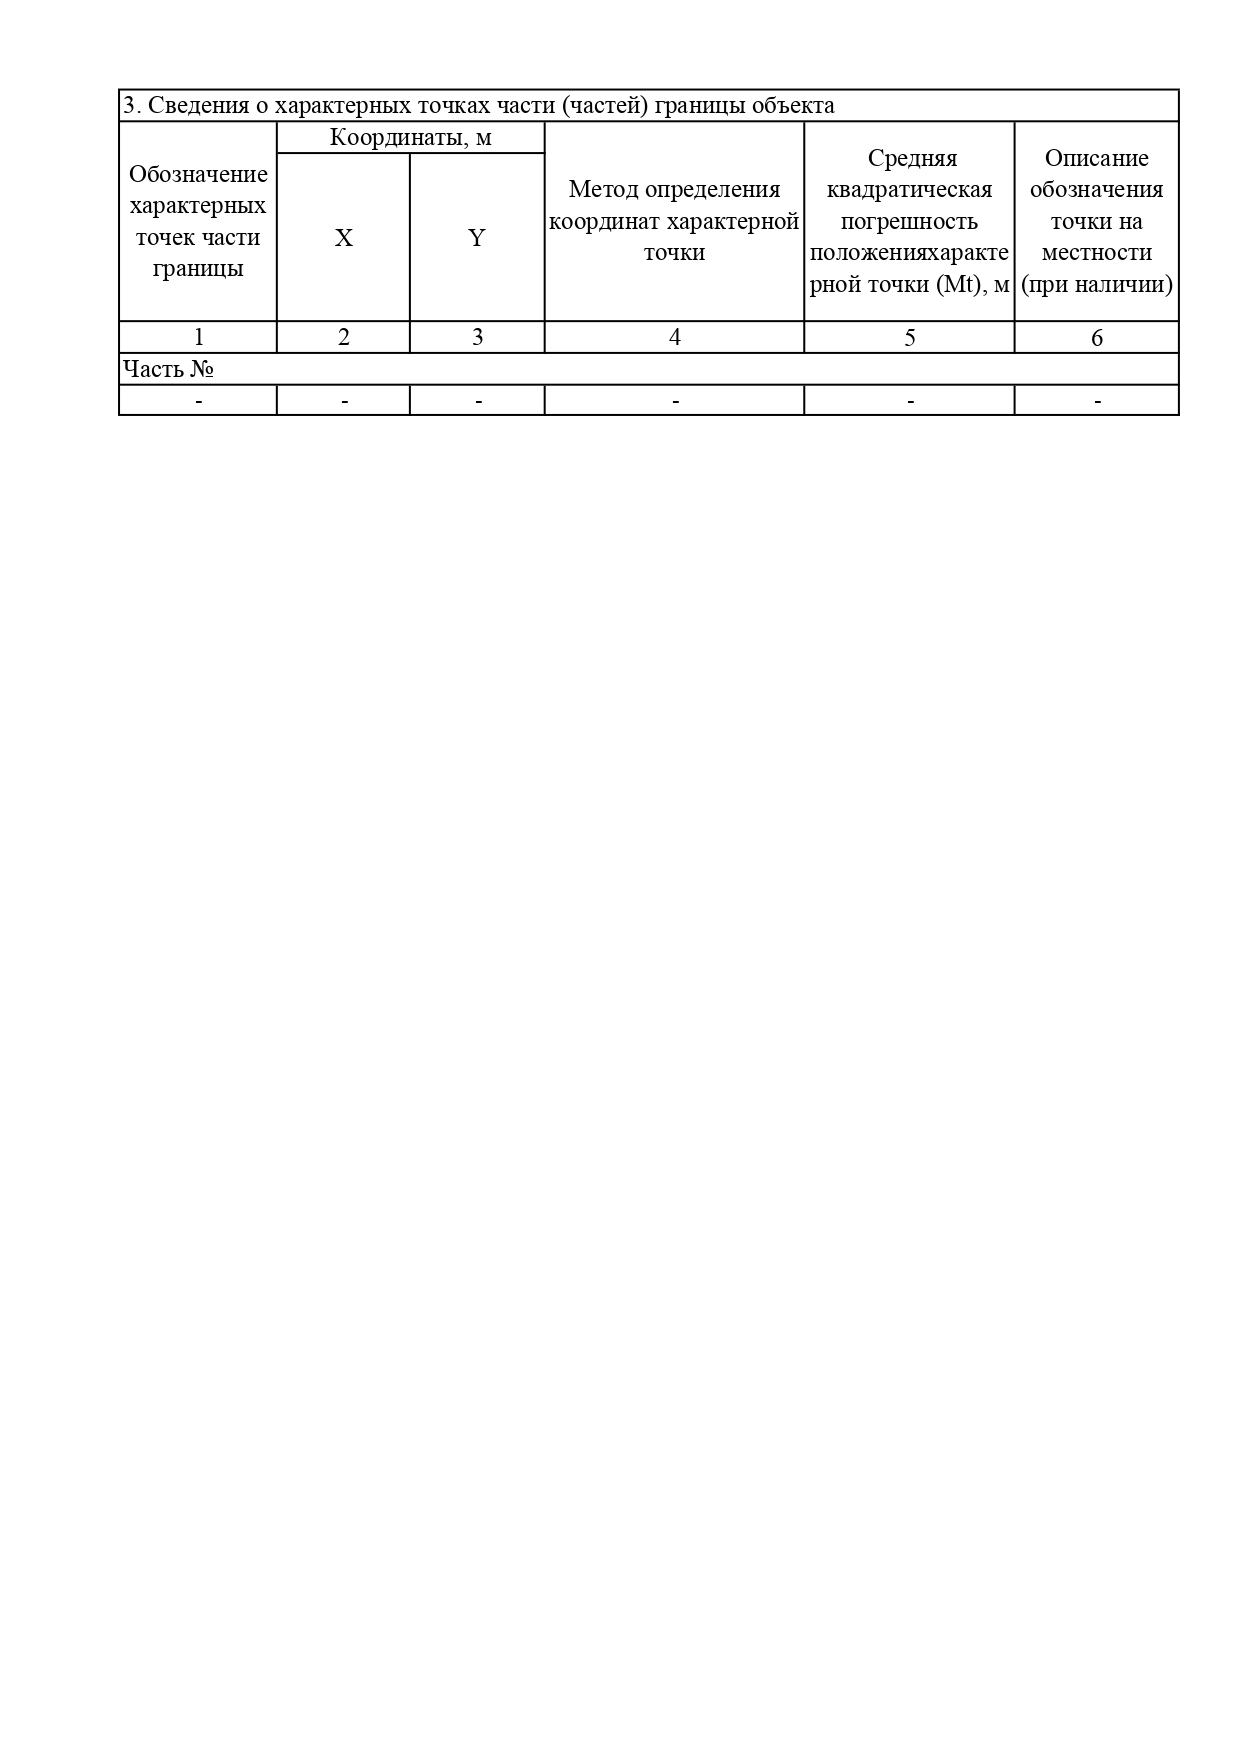 3. Сведения о характерных точках части (частей) границы объекта
Обозначение
характерных
точек части
границы
Координаты, м
X
Y
Метод определения
координат характерной
точки
Средняя
квадратическая
погрешность
положенияхаракте
рной точки (Mt), м
Описание
обозначения
точки на
местности
(при наличии)
1 2 3 4 5 6
Часть №
- - - - - -